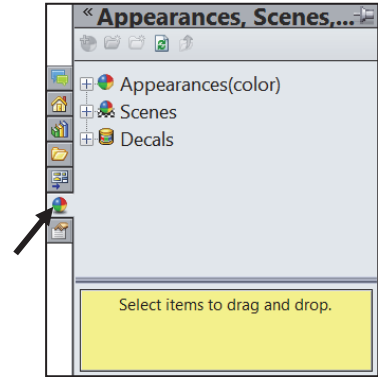 « Appearances, Scenes,...
Appearances(color)
Scenes
Decals
Select items to drag and drop.